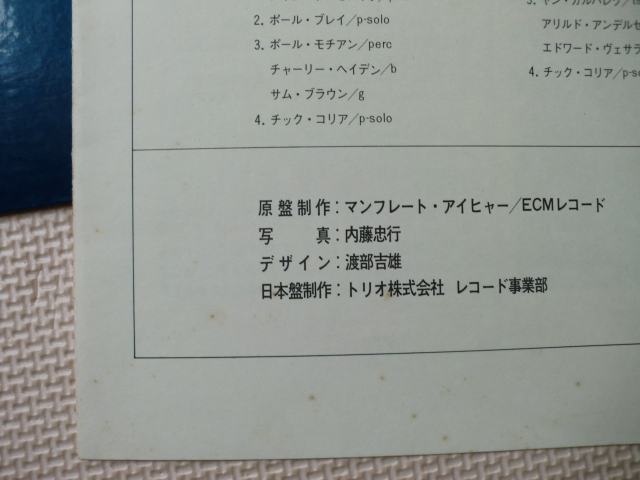 2. ポール・ブレイ/p-solo
3. ポール・モチアン/perc
チャーリー・ヘイデン/b
サム・ブラウン/g
4. チック・コリア/p-solo
アリルド・アンデルセ
エドワード・ヴェサラ
4. チック・コリア/p-so
原盤制作：マンフレート・アイヒャー/ECMレコード
写　　真：内藤忠行
デザイン：渡部吉雄
日本盤制作：トリオ株式会社 レコード事業部